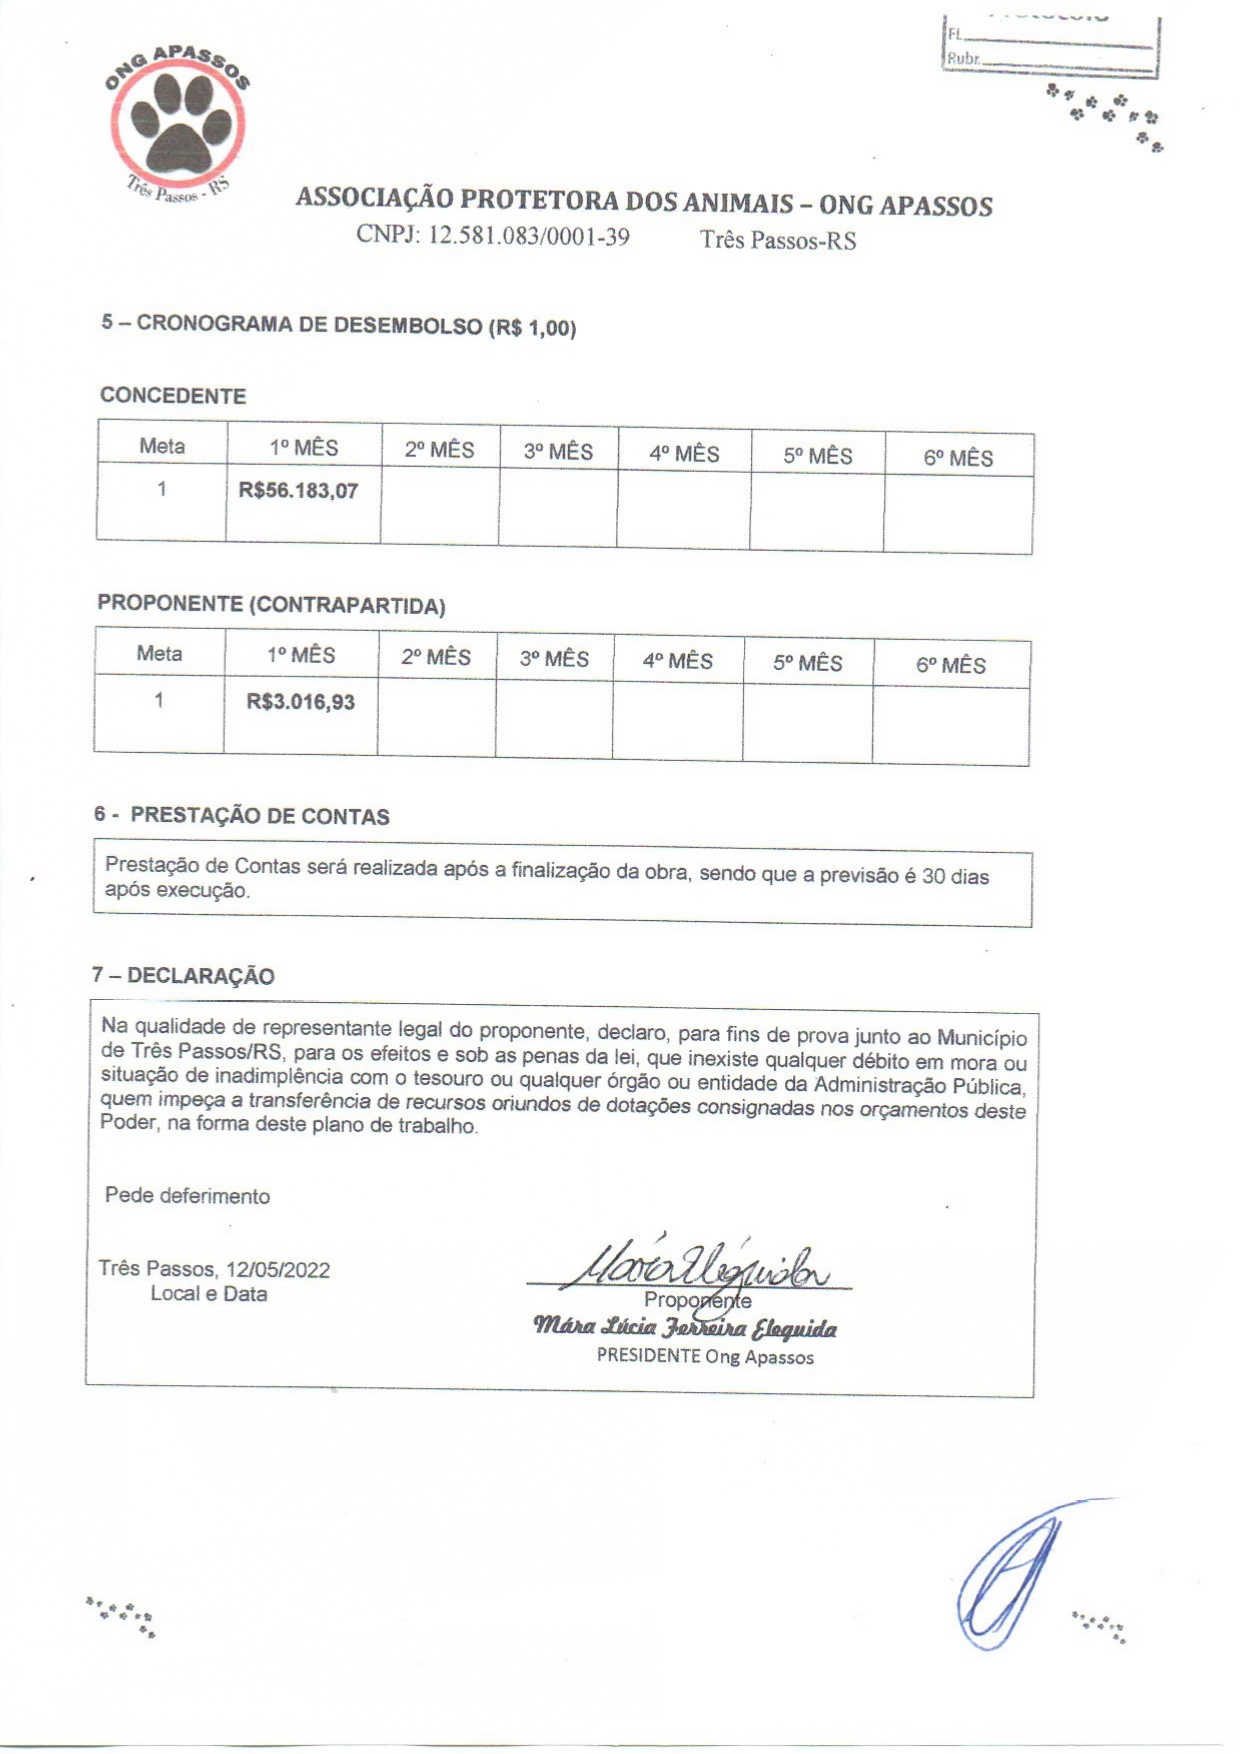 Fl.
Rubr.
ONG APASSOS
Três Passos - RS
ASSOCIAÇÃO PROTETORA DOS ANIMAIS – ONG APASSOS
CNPJ: 12.581.083/0001-39 Três Passos-RS
5 – CRONOGRAMA DE DESEMBOLSO (R$ 1,00)
CONCEDENTE
Meta 1º MÊS 2º MÊS 3º MÊS 4º MÊS 5º MÊS 6º MÊS
1 R$56.183,07
PROPONENTE (CONTRAPARTIDA)
Meta 1º MÊS 2º MÊS 3º MÊS 4º MÊS 5º MÊS 6º MÊS
1 R$3.016,93
6 - PRESTAÇÃO DE CONTAS
Prestação de Contas será realizada após a finalização da obra, sendo que a previsão é 30 dias
após execução.
7 – DECLARAÇÃO
Na qualidade de representante legal do proponente, declaro, para fins de prova junto ao Município
de Três Passos/RS, para os efeitos e sob as penas da lei, que inexiste qualquer débito em mora ou
situação de inadimplência com o tesouro ou qualquer órgão ou entidade da Administração Pública,
quem impeça a transferência de recursos oriundos de dotações consignadas nos orçamentos deste
Poder, na forma deste plano de trabalho.
Pede deferimento
Três Passos, 12/05/2022
Local e Data
Proponente
Mára Lúcia Ferreira Eleguida
PRESIDENTE Ong Apassos